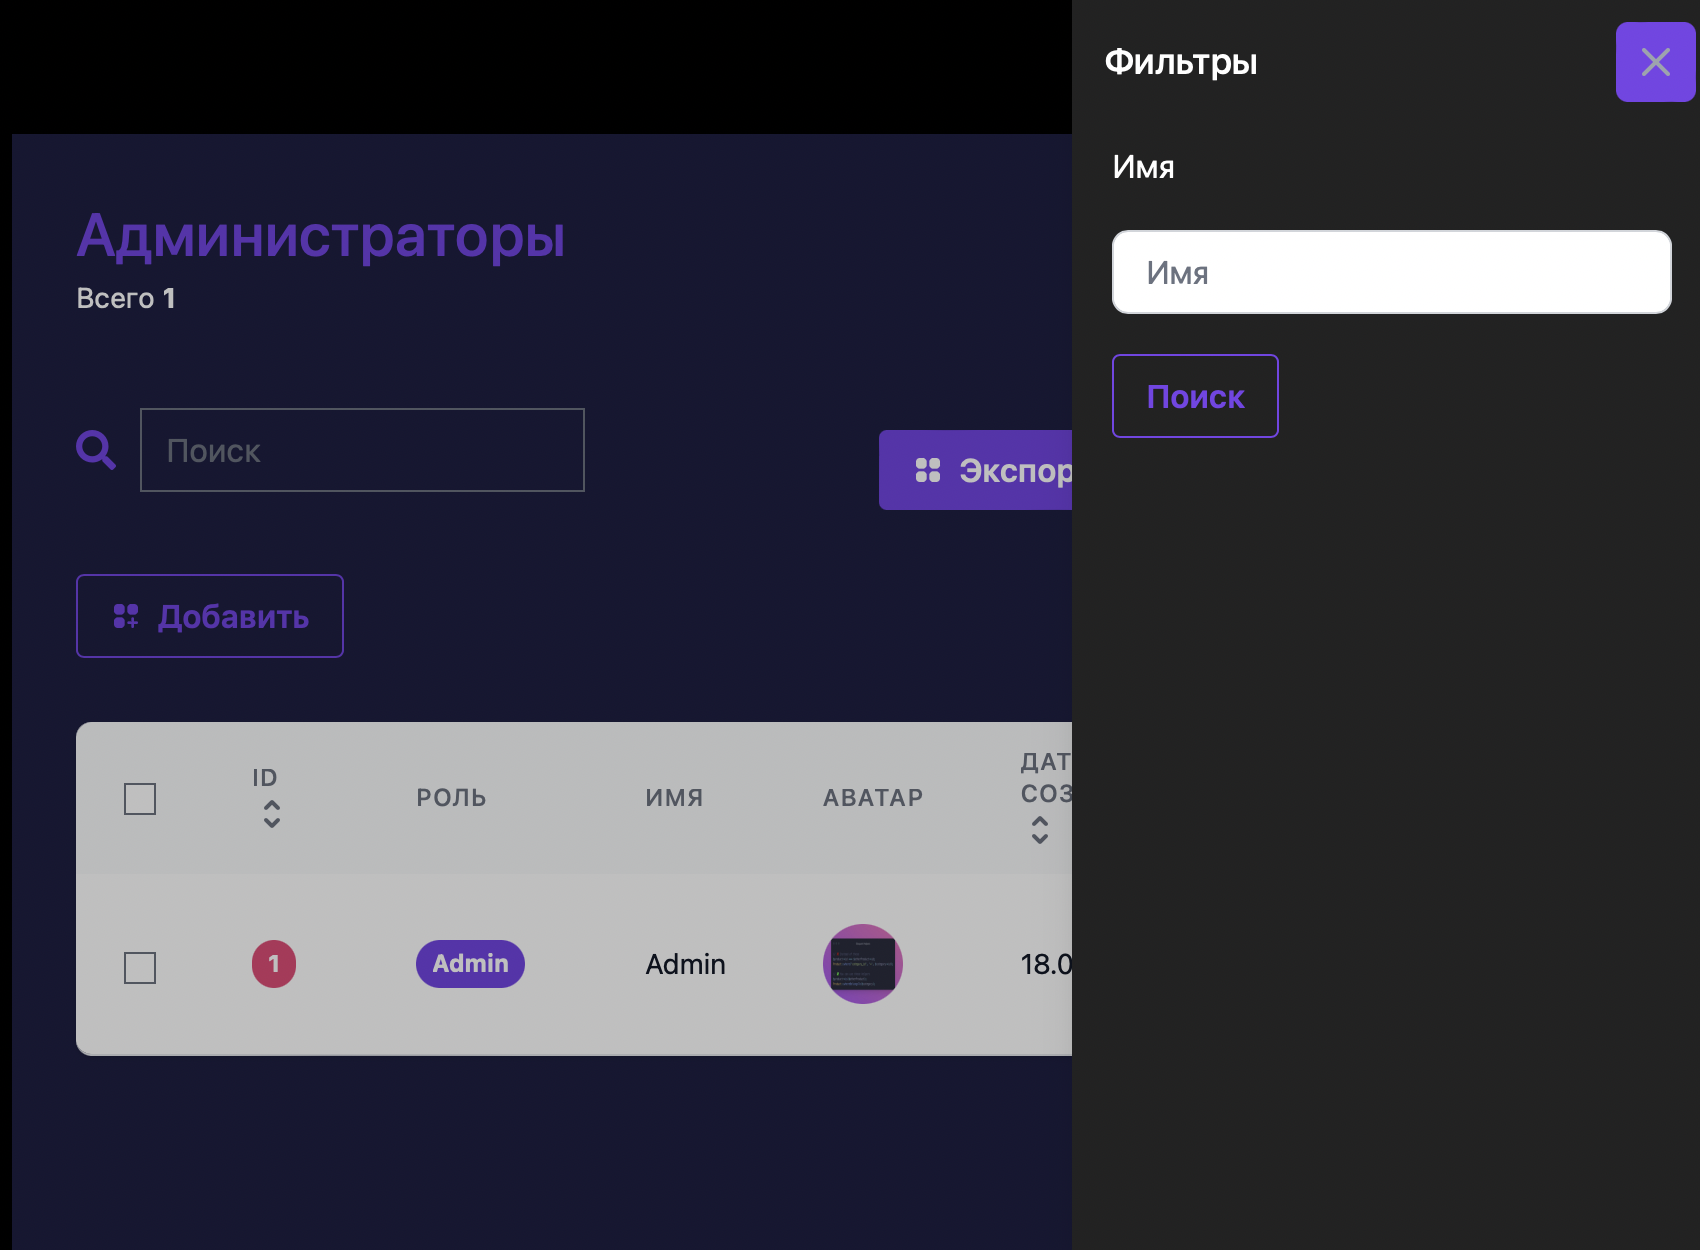 Администраторы
Всего 1
Поиск
Экспор
Добавить
ID
РОЛЬ
ИМЯ
АВАТАР
ДАТ
СОЗ
1
Admin
Admin
18.0
Фильтры
Имя
Имя
Поиск